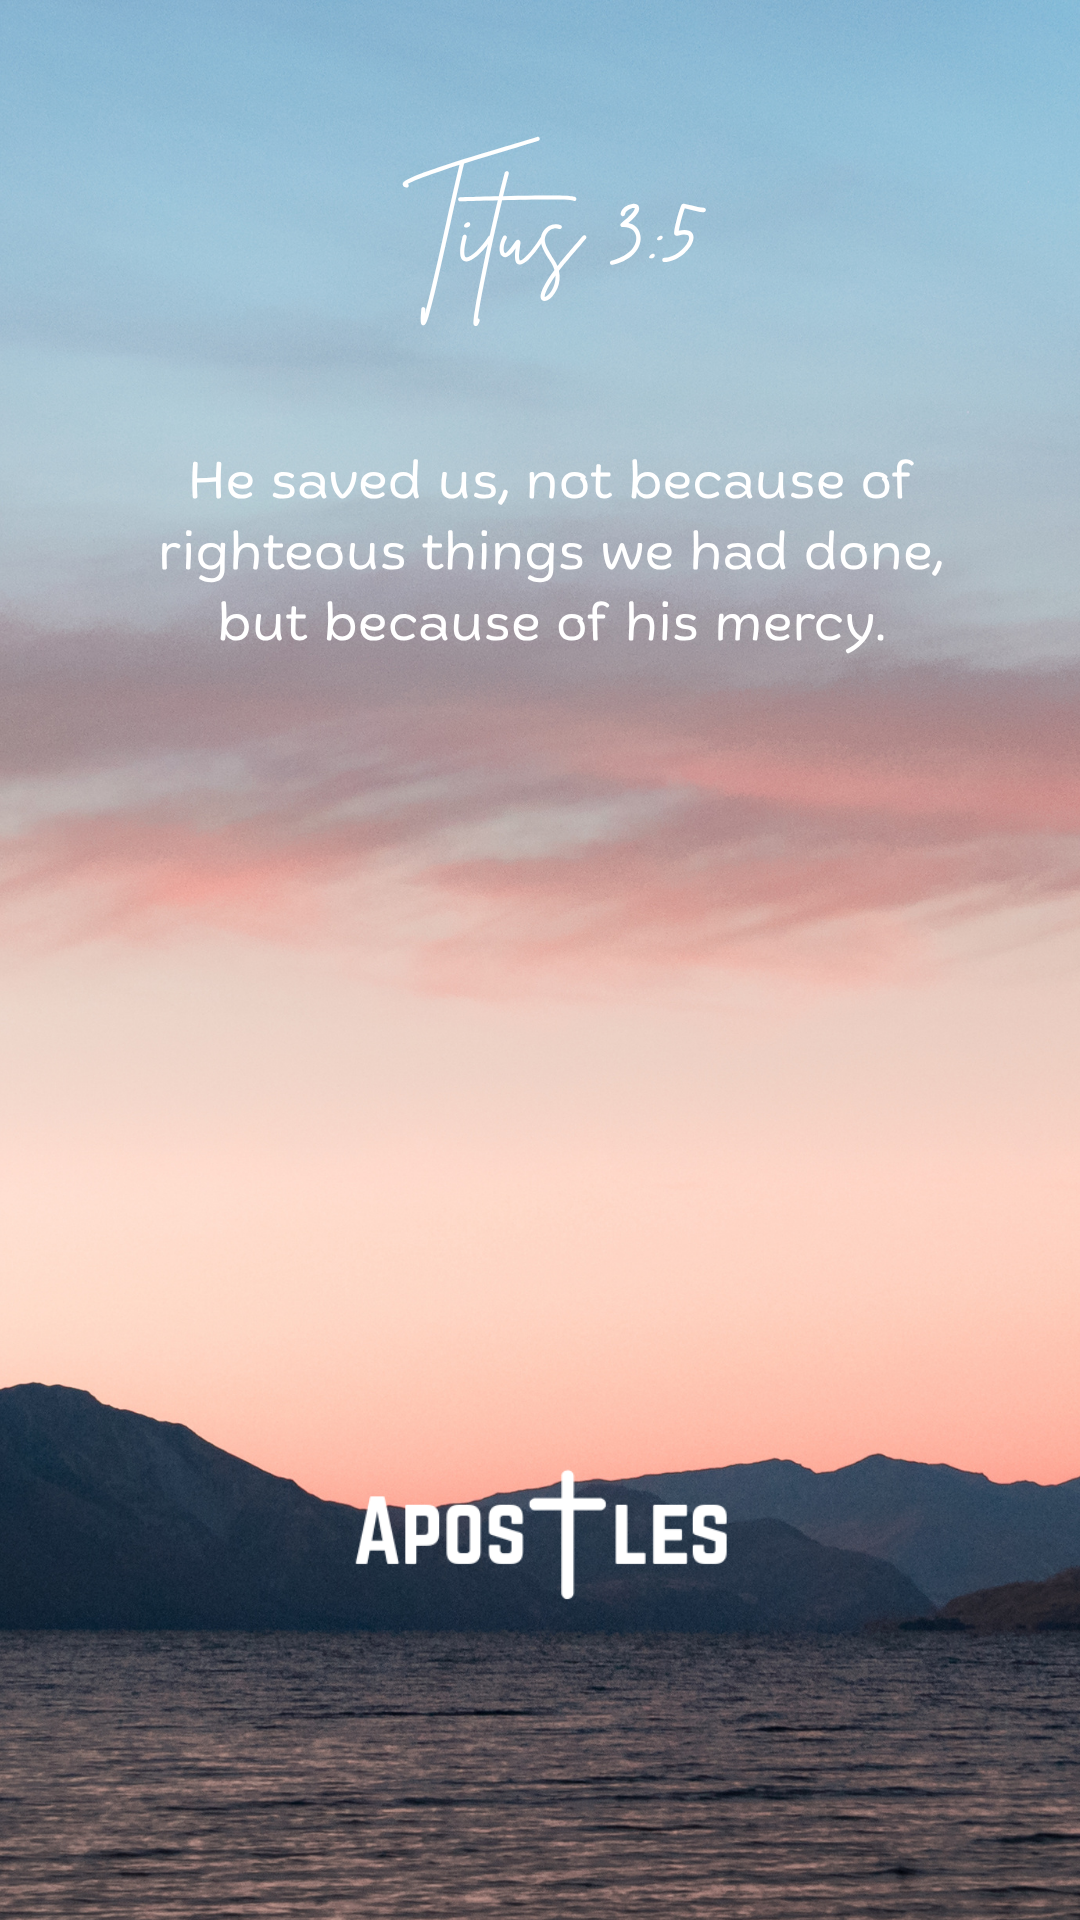 Titus 3:5
He saved us, not because of
righteous things we had done,
but because of his mercy.
APOSTLES